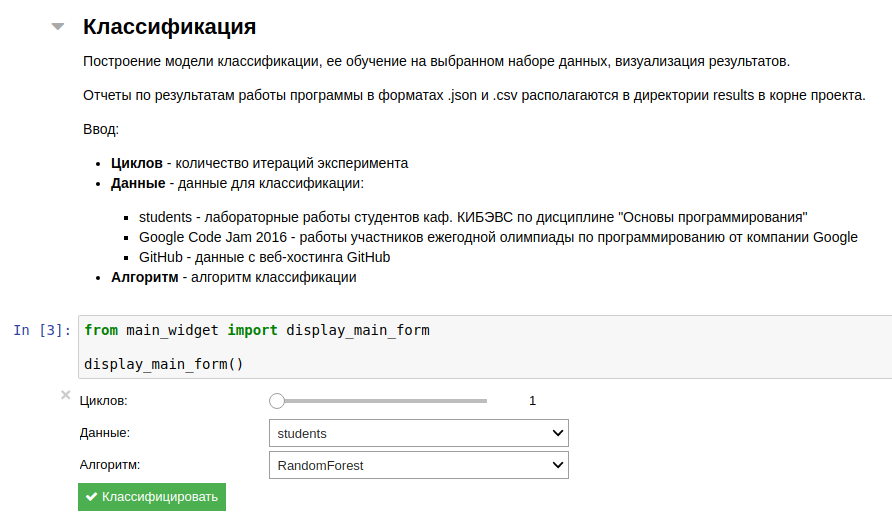 Классификация
Построение модели классификации, ее обучение на выбранном наборе данных, визуализация результатов.
Отчеты по результатам работы программы в форматах .json и .csv располагаются в директории results в корне проекта.
Ввод:
• Циклов - количество итераций эксперимента
• Данные - данные для классификации:
▪ students - лабораторные работы студентов каф. КИБЭВС по дисциплине "Основы программирования"
▪ Google Code Jam 2016 - работы участников ежегодной олимпиады по программированию от компании Google
▪ GitHub - данные с веб-хостинга GitHub
• Алгоритм - алгоритм классификации
In [3]: from main_widget import display_main_form
display_main_form()
Циклов: 1
Данные: students
Алгоритм: RandomForest
✔ Классифицировать